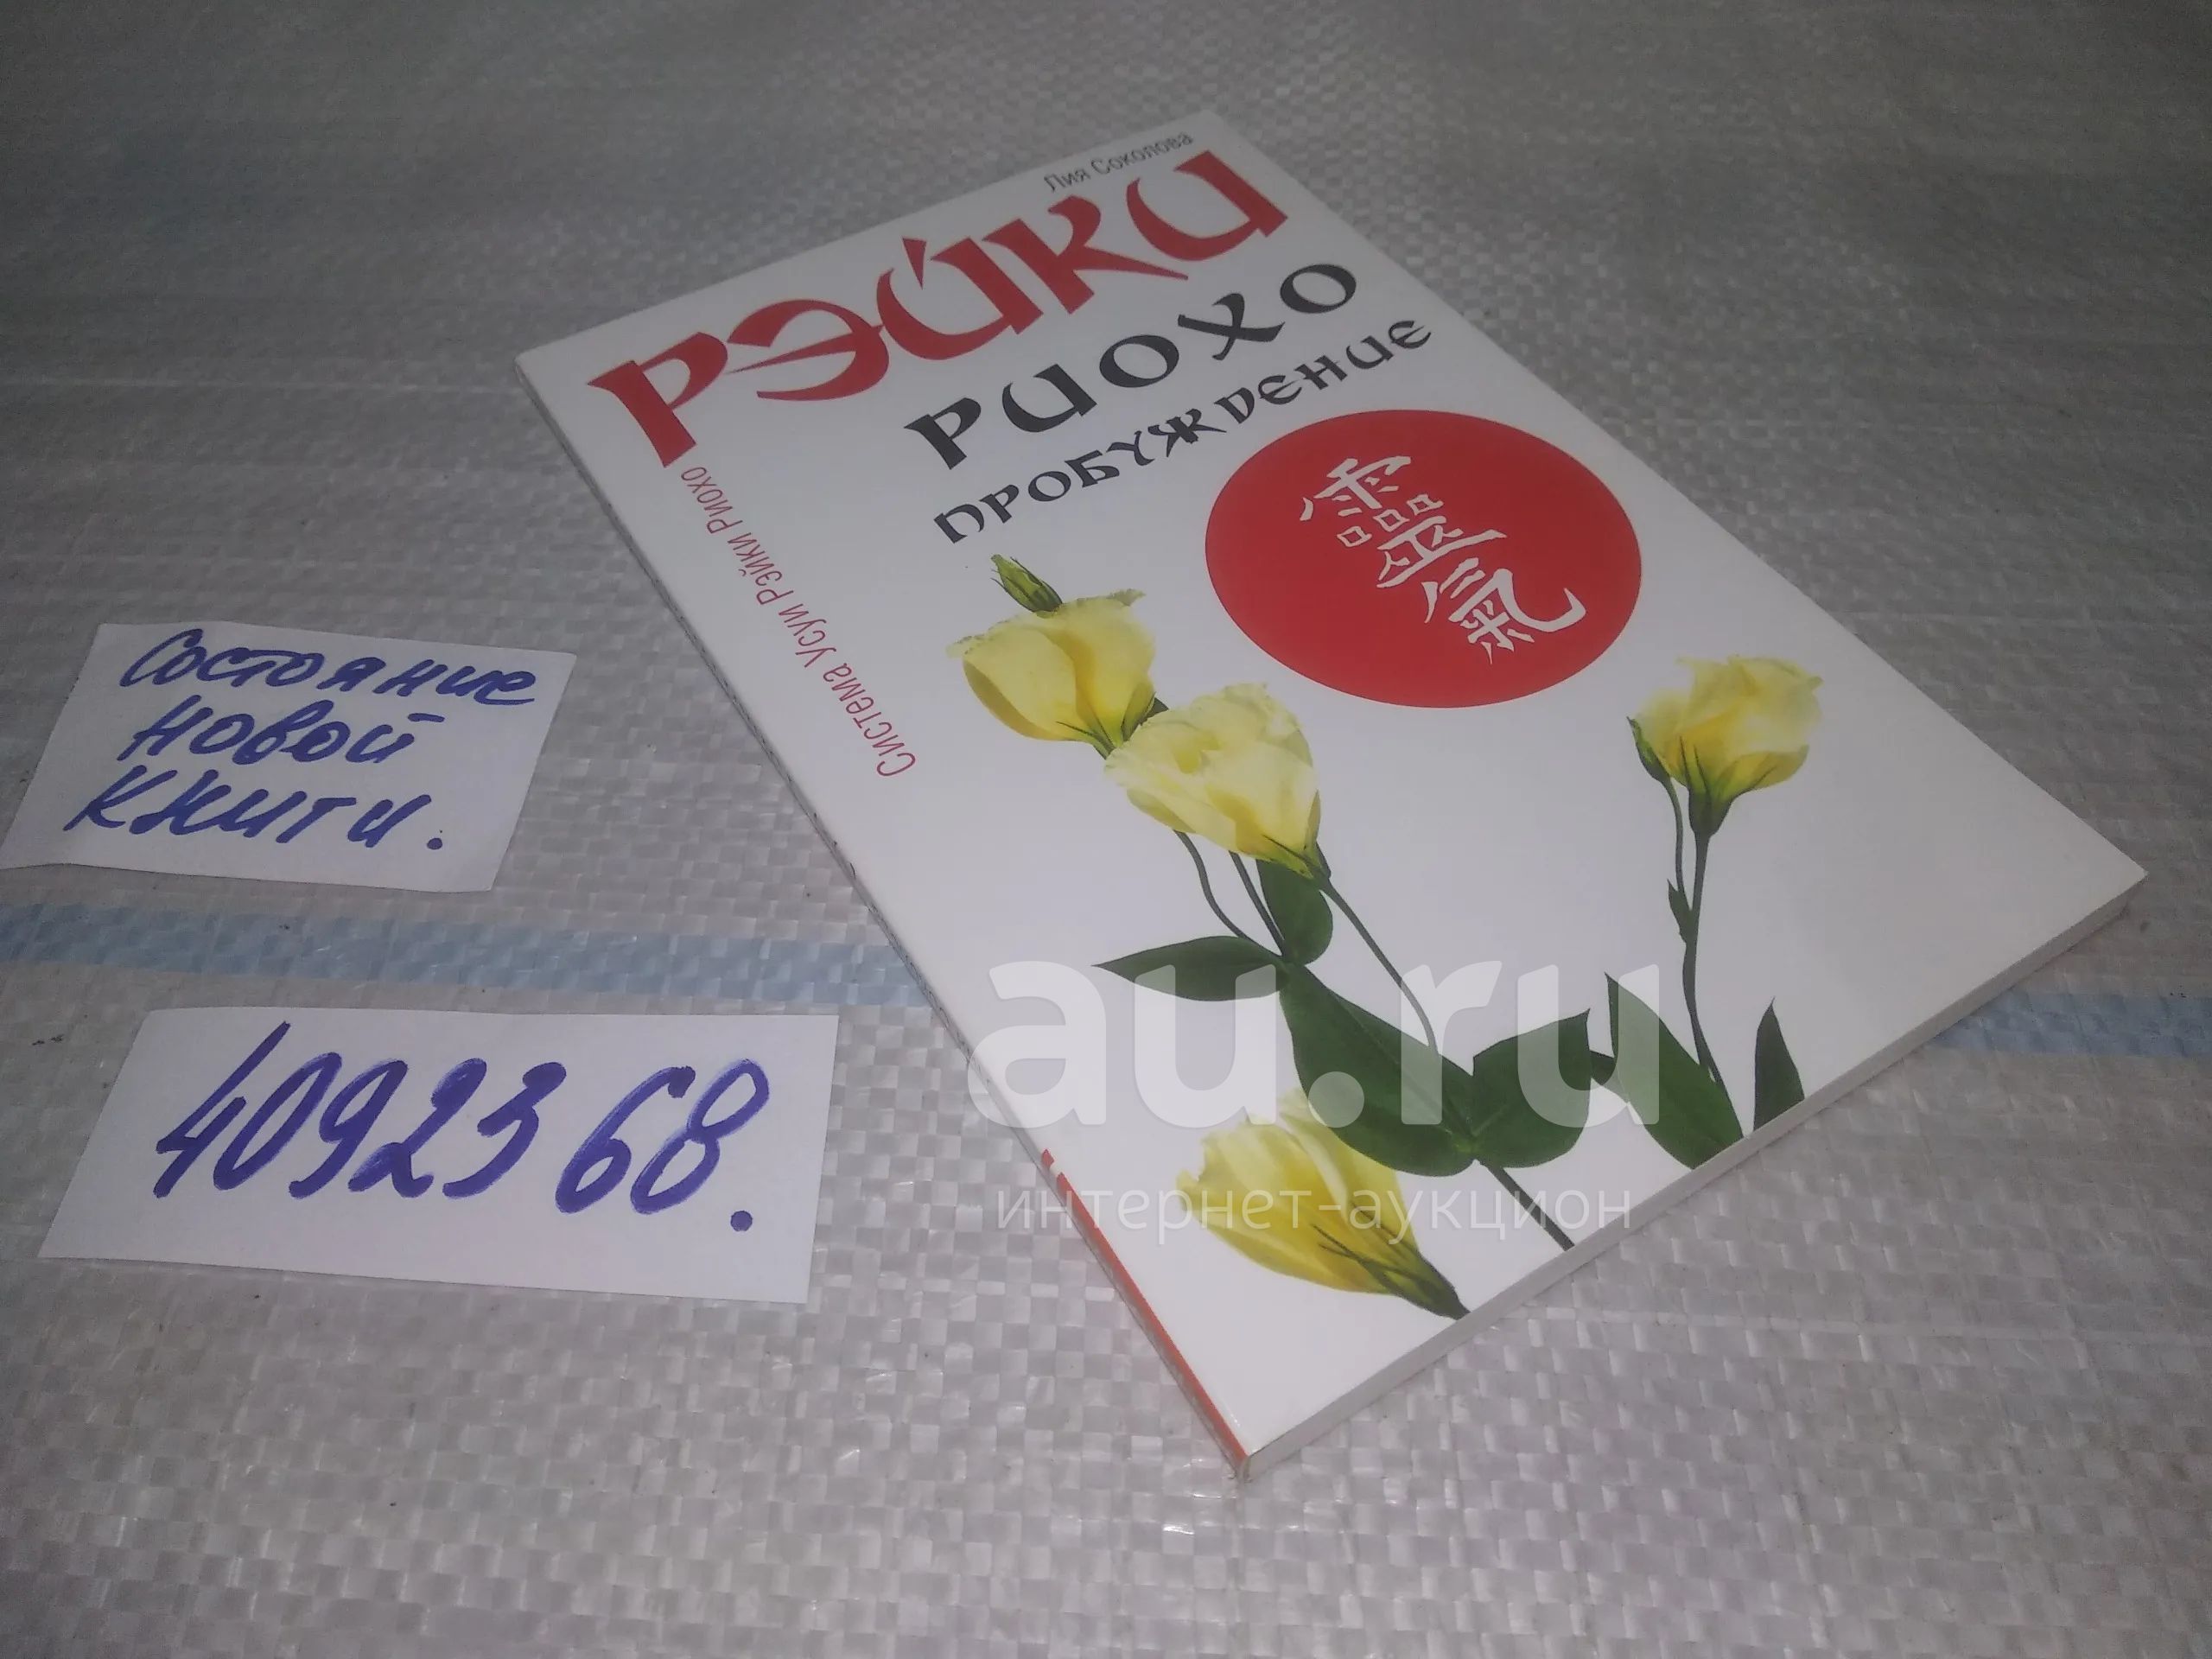 Лия Соколова
РЭЙКИ
РИОХО
ПРОБУЖДЕНИЕ
靈氣
Система Усуи Рэйки Риохо
Состояние
новой
книги.
4092368.
au.ru
интернет-аукцион